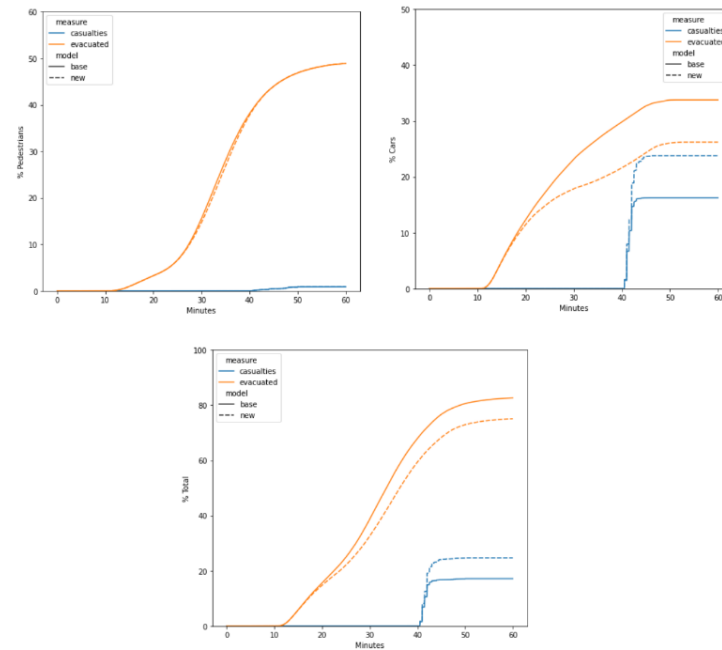 60
50
40
30
20
10
0
% Pedestrians
measure
casualties
evacuated
model
base
new
0 10 20 30 40 50 60
Minutes
50
40
30
20
10
0
% Cars
measure
casualties
evacuated
model
base
new
0 10 20 30 40 50 60
Minutes
100
80
60
40
20
0
% Total
measure
casualties
evacuated
model
base
new
0 10 20 30 40 50 60
Minutes